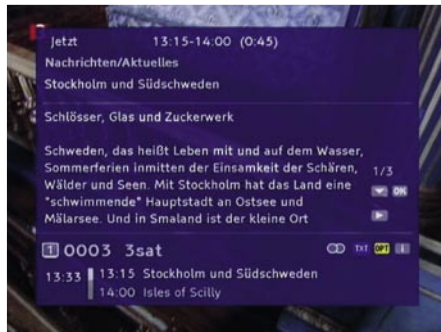 Jetzt 13:15-14:00 (0:45)
Nachrichten/Aktuelles
Stockholm und Südschweden
Schlösser, Glas und Zuckerwerk
Schweden, das heißt Leben mit und auf dem Wasser,
Sommerferien inmitten der Einsamkeit der Schären,
Wälder und Seen. Mit Stockholm hat das Land eine
"schwimmende" Hauptstadt an Ostsee und
Mälarsee. Und in Smaland ist der kleine Ort
1/3
OK
1 0003 3sat TXT OPT i
13:33 13:15 Stockholm und Südschweden
14:00 Isles of Scilly